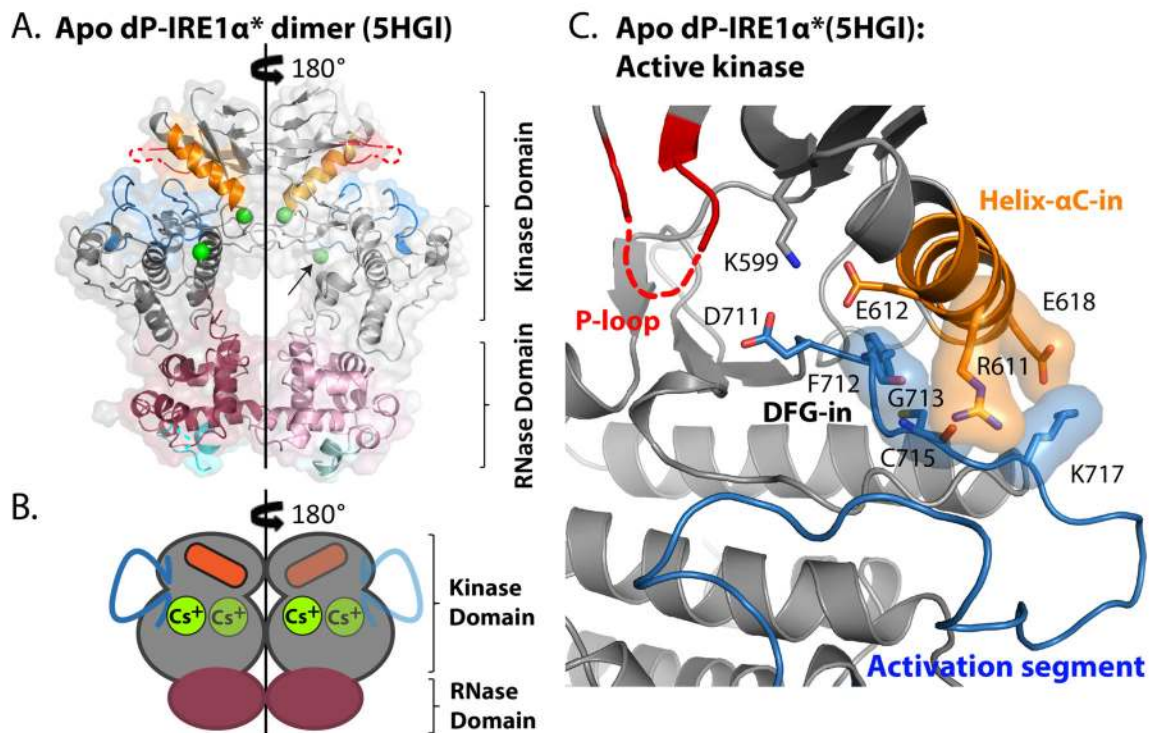 A. Apo dP-IRE1α* dimer (5HGI)
180°
Kinase Domain
RNase Domain
B.
180°
Cs+
Cs+
Cs+
Cs+
Kinase
Domain
RNase
Domain
C. Apo dP-IRE1α*(5HGI):
Active kinase
Helix-αC-in
K599
E612
E618
P-loop
D711
R611
F712
G713
DFG-in
C715
K717
Activation segment